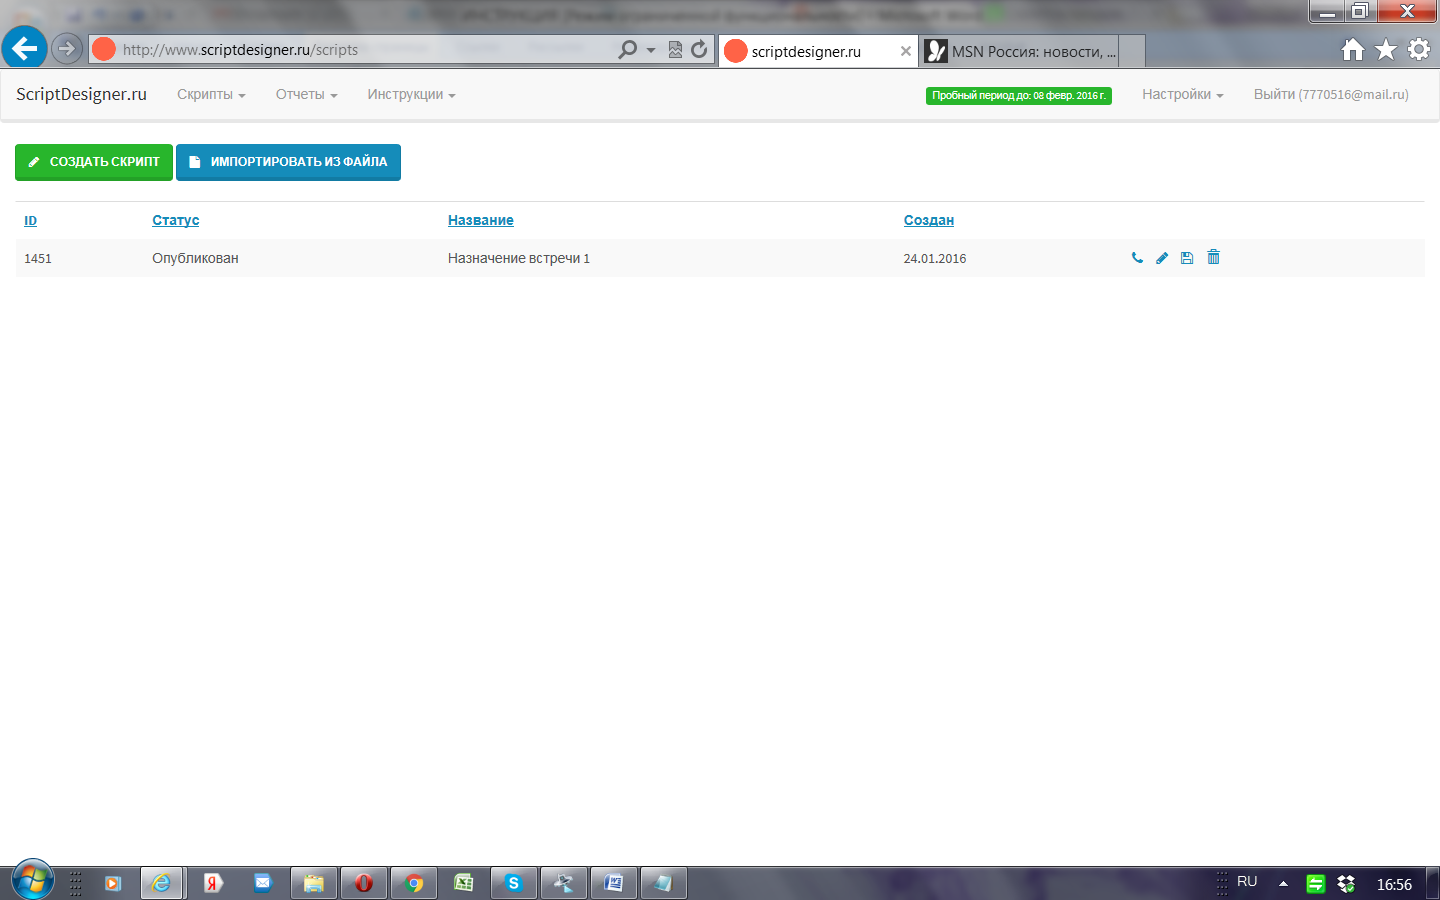 http://www.scriptdesigner.ru/scripts
scriptdesigner.ru
MSN Россия: новости, ...
ScriptDesigner.ru
Скрипты
Отчеты
Инструкции
Пробный период до: 08 февр. 2016 г.
Настройки
Выйти (7770516@mail.ru)
СОЗДАТЬ СКРИПТ
ИМПОРТИРОВАТЬ ИЗ ФАЙЛА
ID Статус Название Создан
1451 Опубликован Назначение встречи 1 24.01.2016
RU
16:56